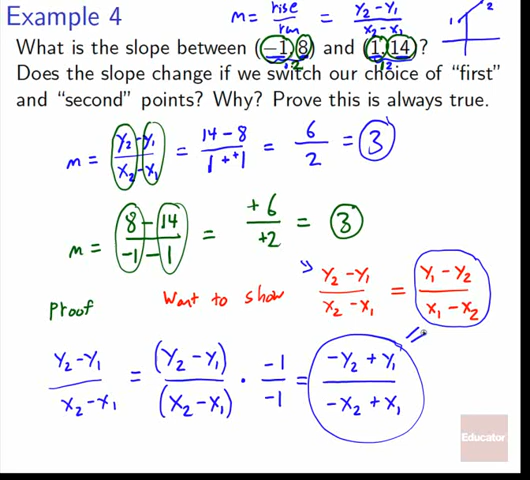 Example 4
m = rise/run = (y₂ - y₁)/(x₂ - x₁)
1 2
What is the slope between (−1, 8) and (1, 14)?
Does the slope change if we switch our choice of “first”
and “second” points? Why? Prove this is always true.
m = (y₂ - y₁)/(x₂ - x₁) = (14 - 8)/(1 + +1) = 6/2 = 3
m = (8 - 14)/(-1 - 1) = +6/+2 = 3
Proof Want to show (y₂ - y₁)/(x₂ - x₁) = (y₁ - y₂)/(x₁ - x₂)
(y₂ - y₁)/(x₂ - x₁) = (y₂ - y₁)/(x₂ - x₁) · -1/-1 = (-y₂ + y₁)/(-x₂ + x₁)
Educator